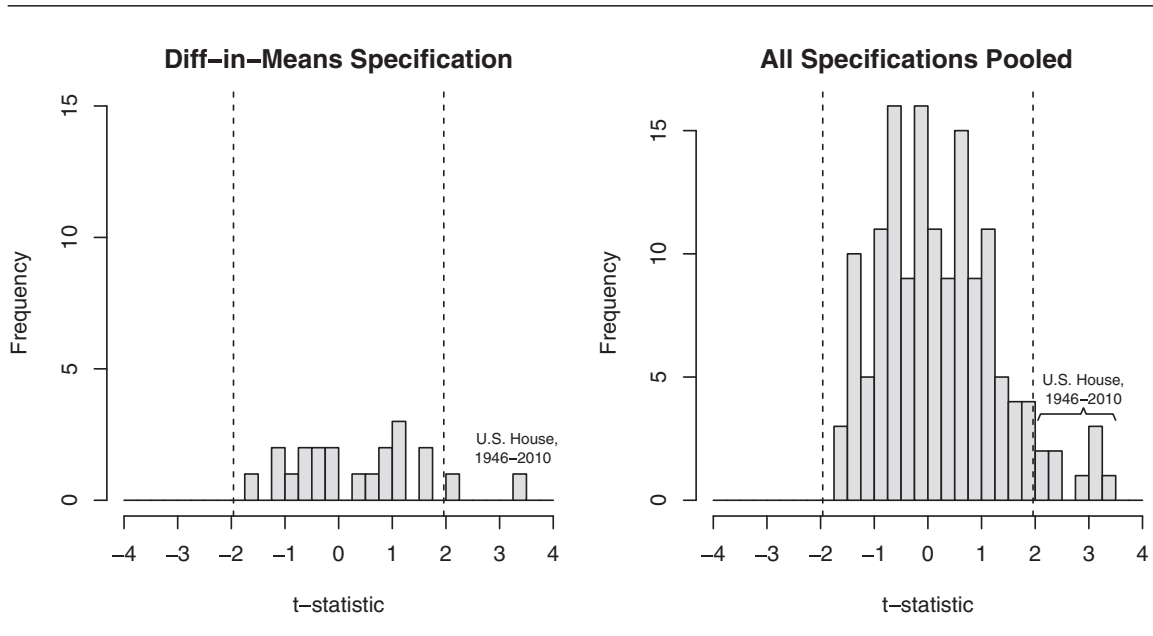 Diff−in−Means Specification
15
10
5
0
Frequency
U.S. House,
1946−2010
−4 −3 −2 −1 0 1 2 3 4
t−statistic
All Specifications Pooled
15
10
5
0
Frequency
U.S. House,
1946−2010
−4 −3 −2 −1 0 1 2 3 4
t−statistic